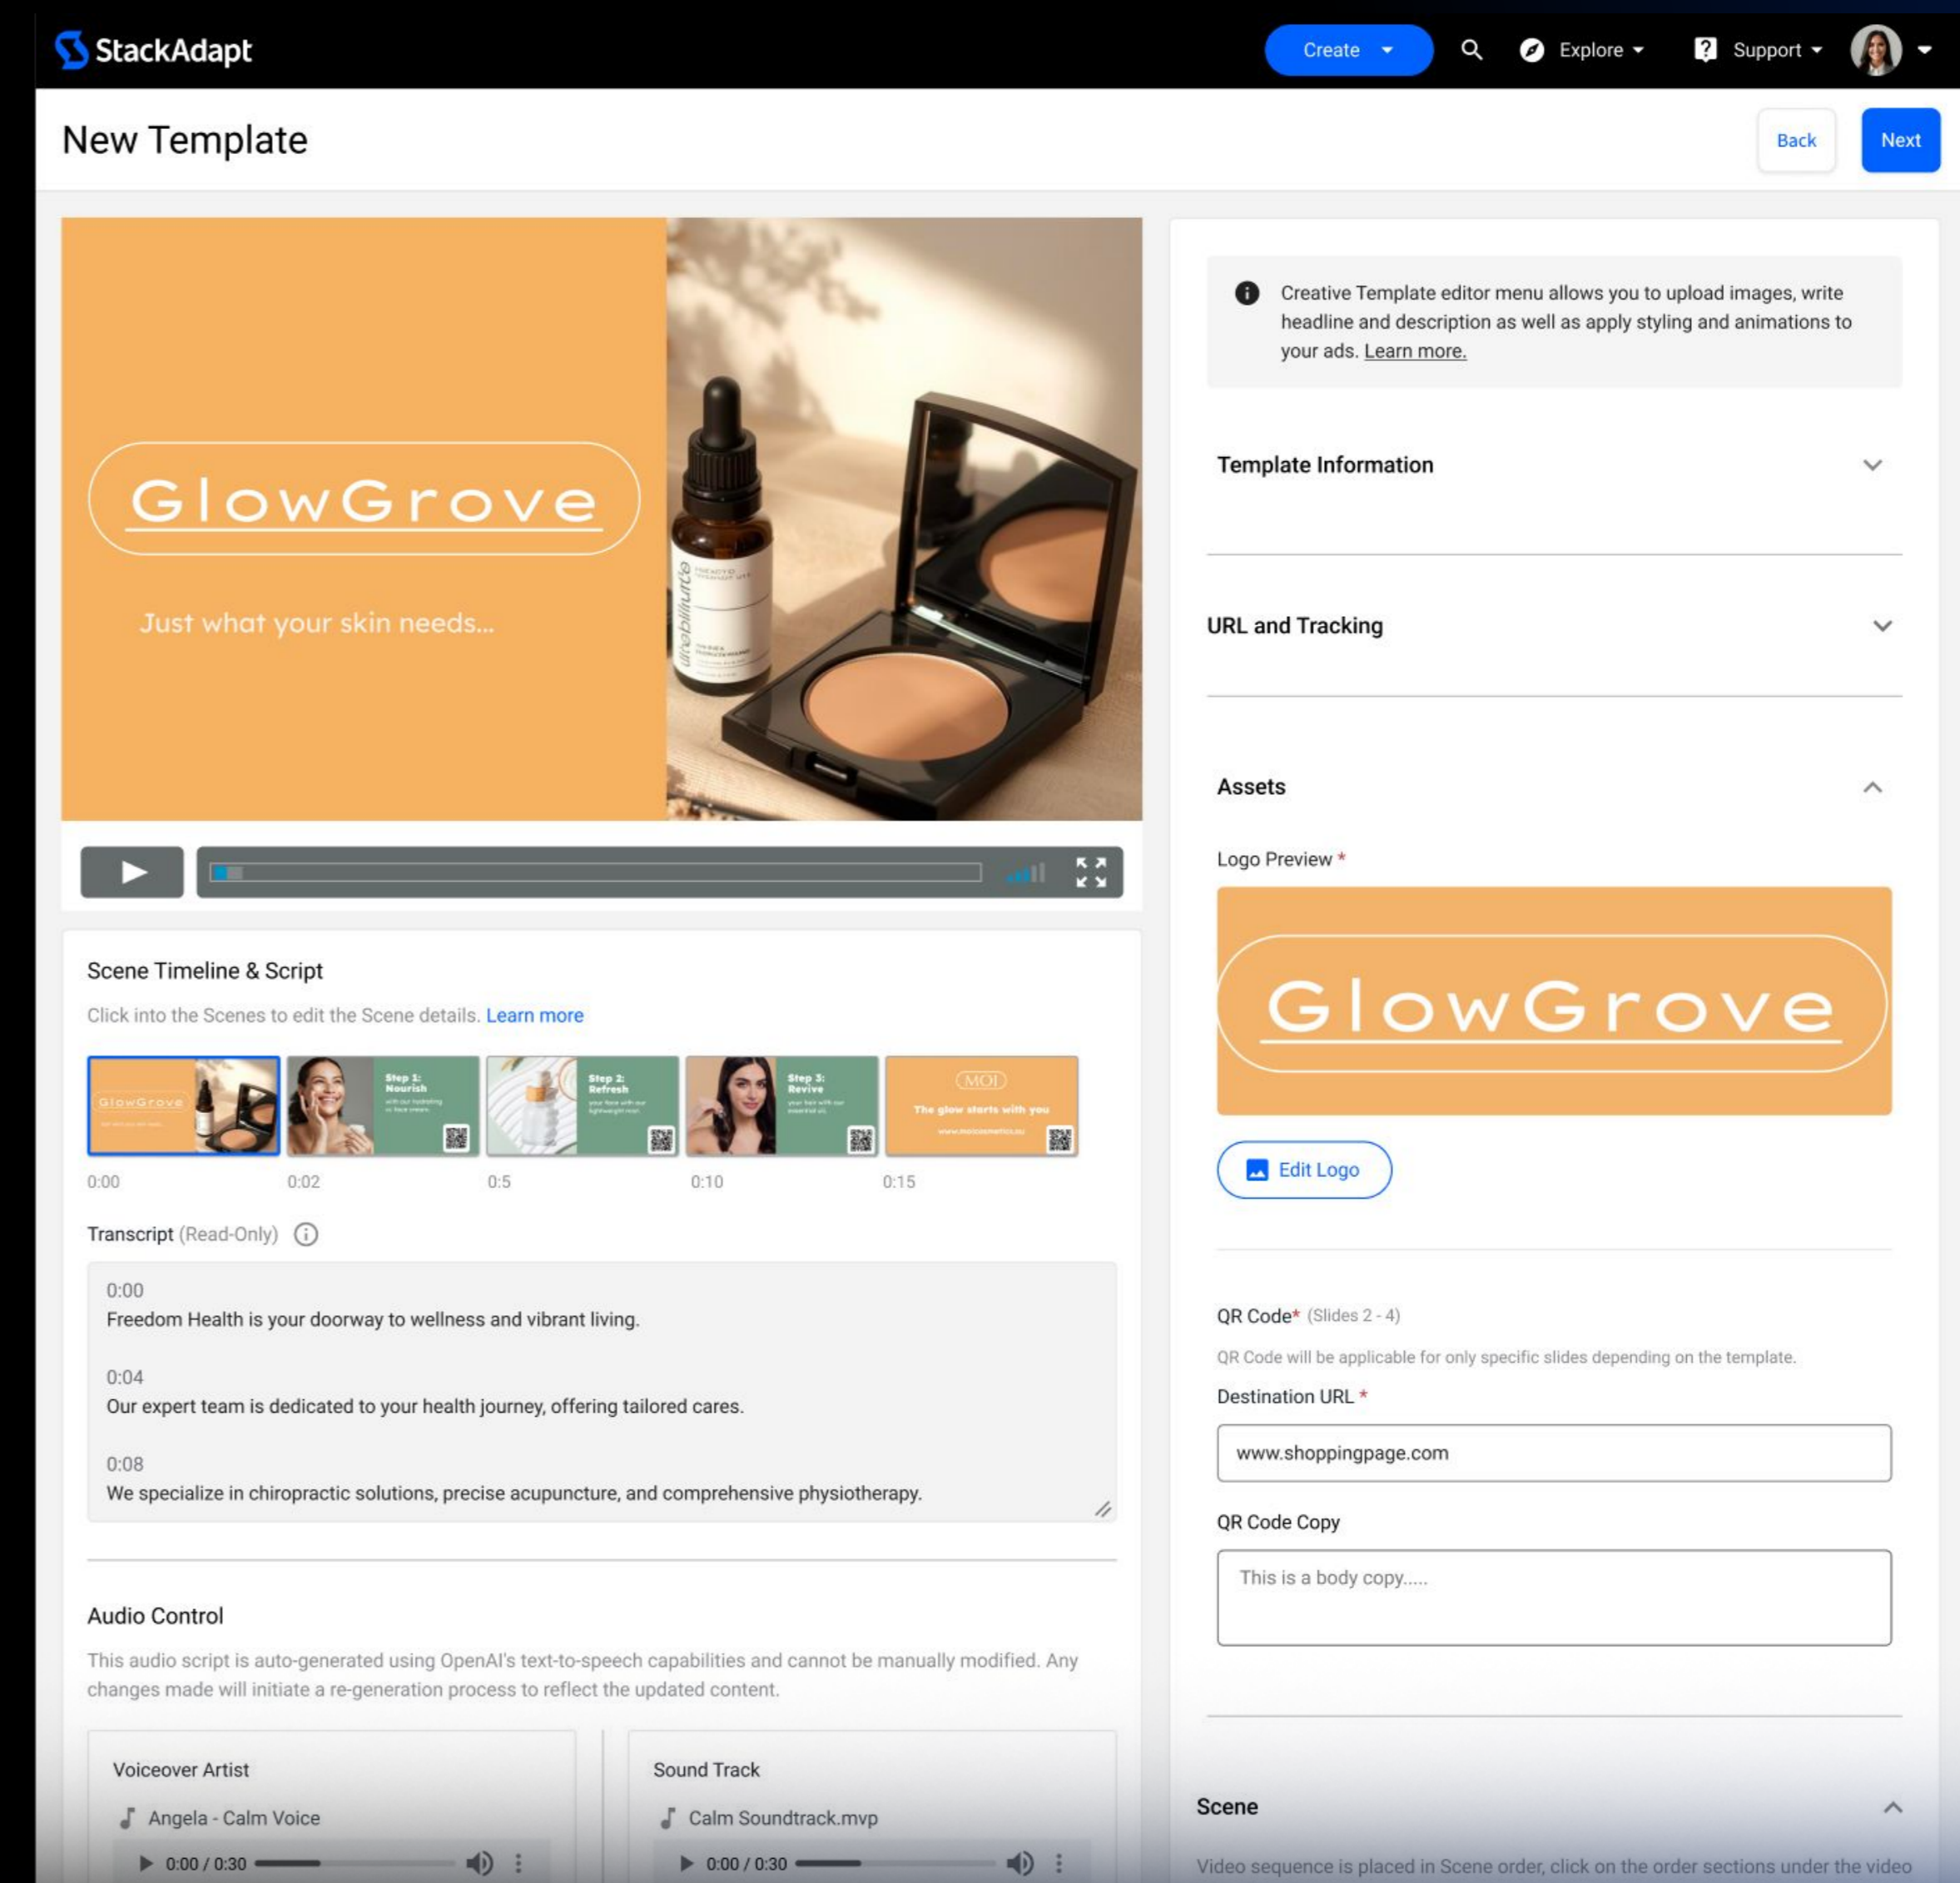 StackAdapt
Create
Explore
Support
New Template
Back
Next
GlowGrove
Just what your skin needs...
Scene Timeline & Script
Click into the Scenes to edit the Scene details. Learn more
GlowGrove
Step 1:
Nourish
Step 2:
Refresh
Step 3:
Revive
MOI
The glow starts with you
www.moicosmetics.eu
0:00
0:02
0:5
0:10
0:15
Transcript (Read-Only)
0:00
Freedom Health is your doorway to wellness and vibrant living.
0:04
Our expert team is dedicated to your health journey, offering tailored cares.
0:08
We specialize in chiropractic solutions, precise acupuncture, and comprehensive physiotherapy.
Audio Control
This audio script is auto-generated using OpenAI's text-to-speech capabilities and cannot be manually modified. Any
changes made will initiate a re-generation process to reflect the updated content.
Voiceover Artist
Angela - Calm Voice
0:00 / 0:30
Sound Track
Calm Soundtrack.mvp
0:00 / 0:30
Creative Template editor menu allows you to upload images, write
headline and description as well as apply styling and animations to
your ads. Learn more.
Template Information
URL and Tracking
Assets
Logo Preview *
GlowGrove
Edit Logo
QR Code* (Slides 2 - 4)
QR Code will be applicable for only specific slides depending on the template.
Destination URL *
www.shoppingpage.com
QR Code Copy
This is a body copy.....
Scene
Video sequence is placed in Scene order, click on the order sections under the video